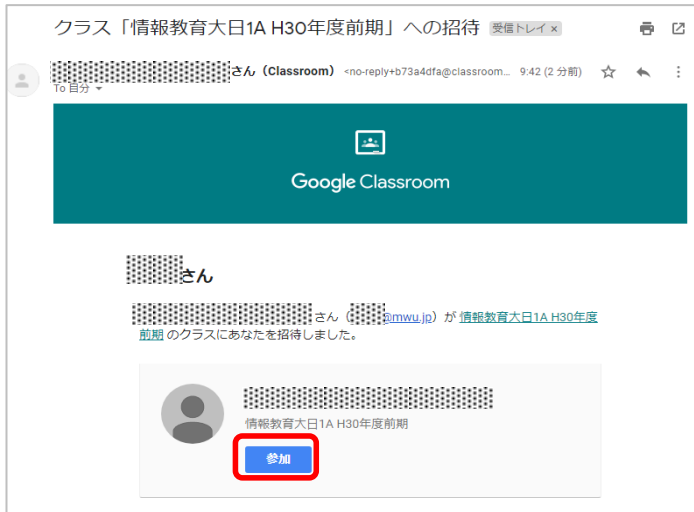 クラス「情報教育大日1A H30年度前期」への招待 受信トレイ ×
さん (Classroom) <no-reply+b73a4dfa@classroom... 9:42 (2 分前)
To 自分
Google Classroom
さん
さん (@mwu.jp) が 情報教育大日1A H30年度
前期 のクラスにあなたを招待しました。
情報教育大日1A H30年度前期
参加